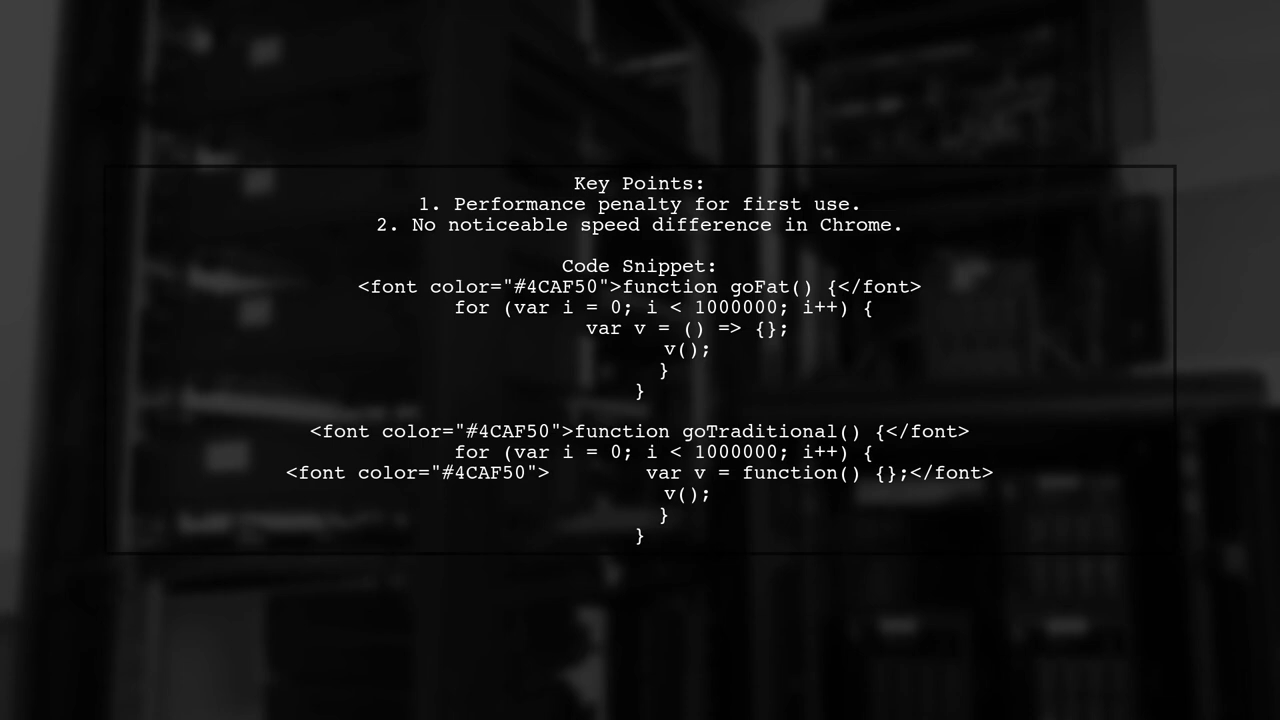 Key Points:
1. Performance penalty for first use.
2. No noticeable speed difference in Chrome.
Code Snippet:
<font color="#4CAF50">function goFat() {</font>
for (var i = 0; i < 1000000; i++) {
var v = () => {};
v();
}
}
<font color="#4CAF50">function goTraditional() {</font>
for (var i = 0; i < 1000000; i++) {
<font color="#4CAF50">        var v = function() {};</font>
v();
}
}